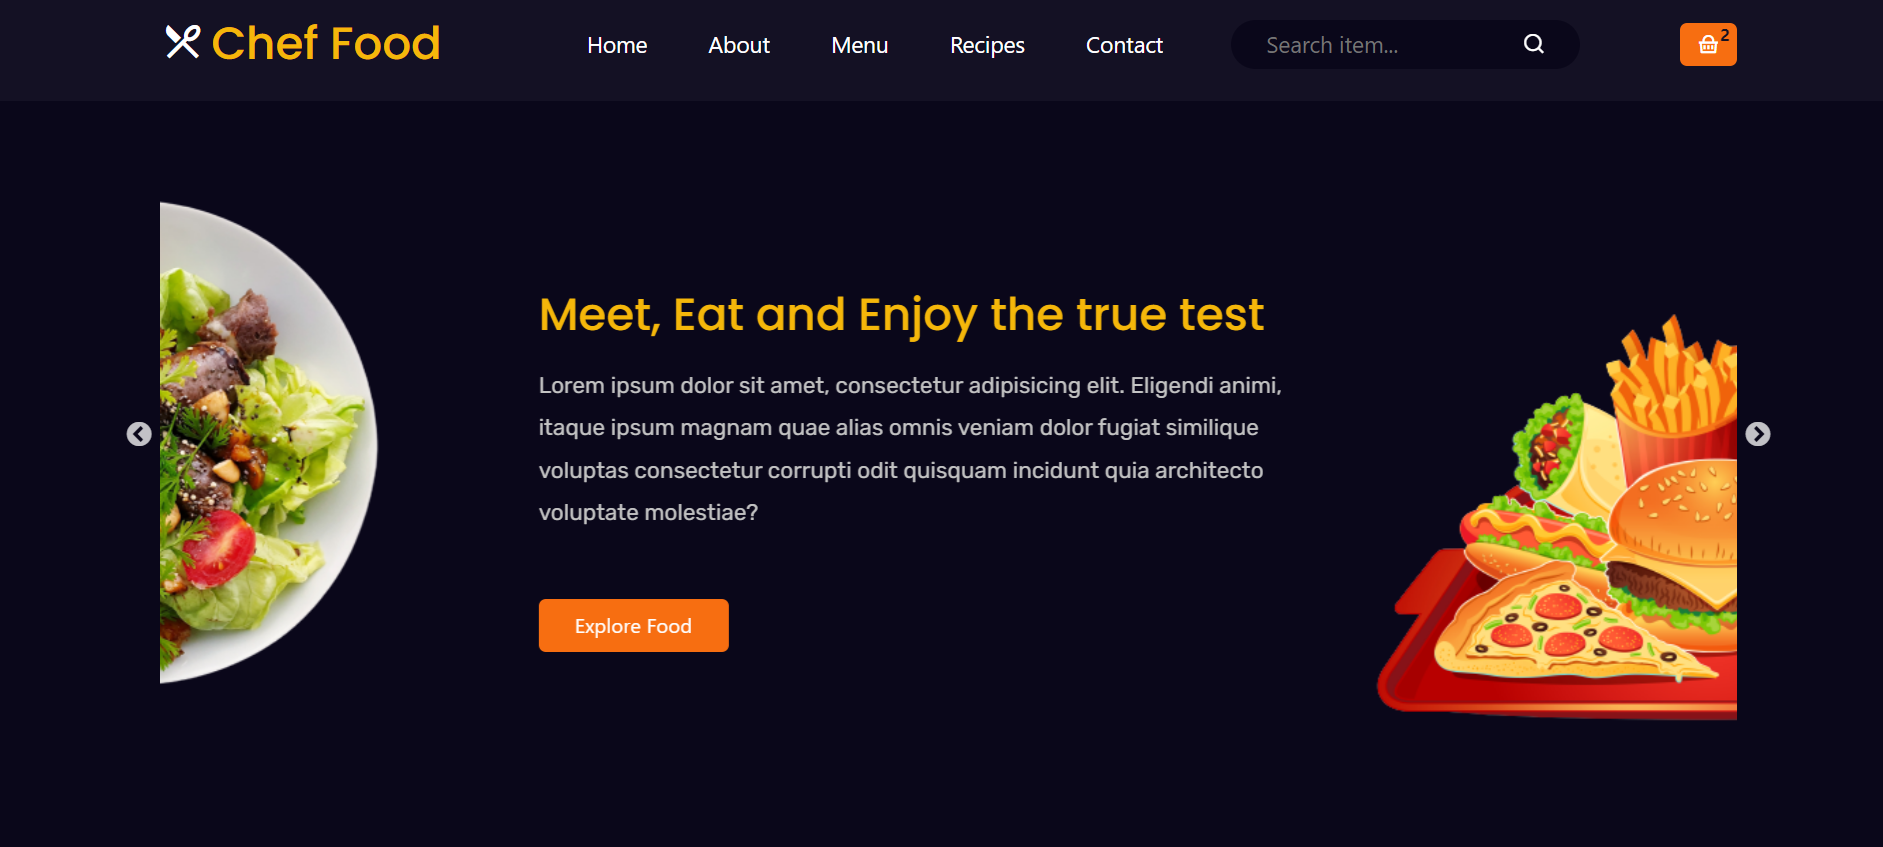 Chef Food
Home
About
Menu
Recipes
Contact
Search item...
2
Meet, Eat and Enjoy the true test
Lorem ipsum dolor sit amet, consectetur adipisicing elit. Eligendi animi,
itaque ipsum magnam quae alias omnis veniam dolor fugiat similique
voluptas consectetur corrupti odit quisquam incidunt quia architecto
voluptate molestiae?
Explore Food